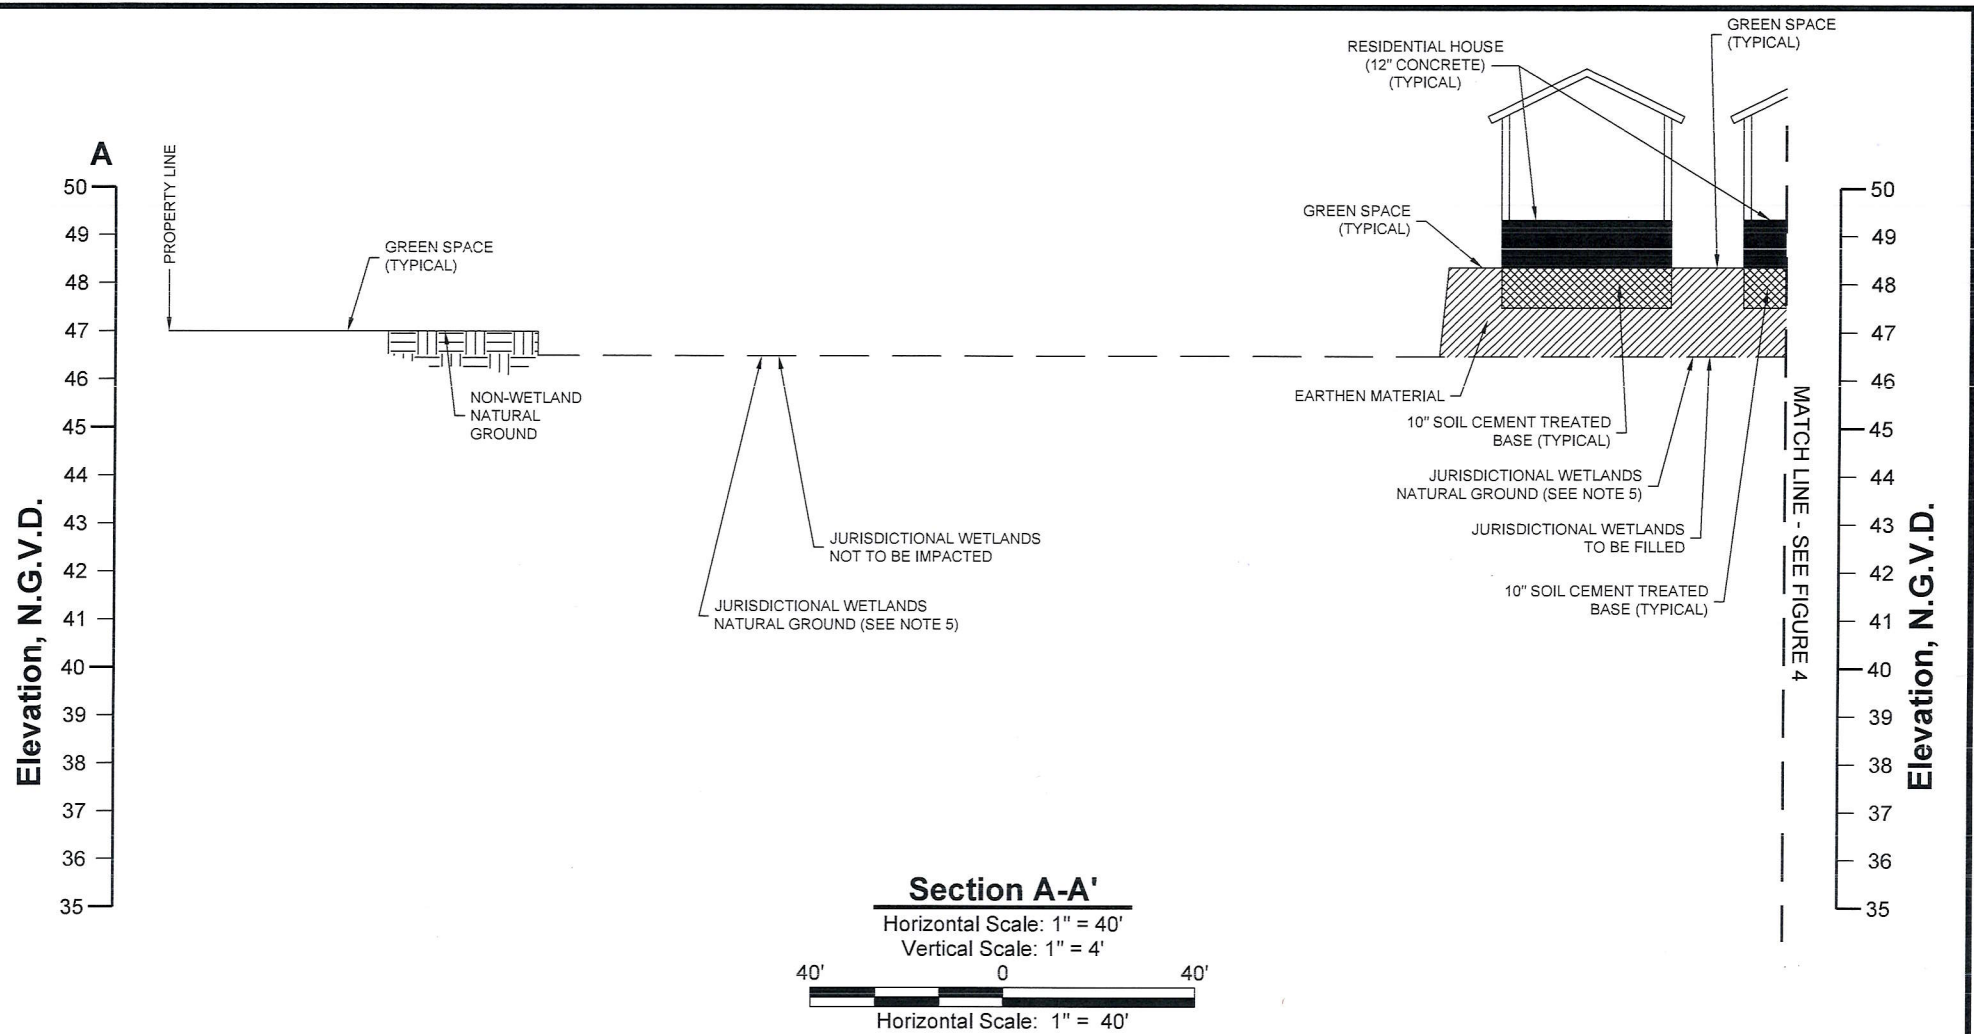 GREEN SPACE
(TYPICAL)
RESIDENTIAL HOUSE
(12" CONCRETE)
(TYPICAL)
A
PROPERTY LINE
GREEN SPACE
(TYPICAL)
GREEN SPACE
(TYPICAL)
50
49
48
47
46
45
44
43
42
41
40
39
38
37
36
35
Elevation, N.G.V.D.
NON-WETLAND
NATURAL
GROUND
JURISDICTIONAL WETLANDS
NOT TO BE IMPACTED
JURISDICTIONAL WETLANDS
NATURAL GROUND (SEE NOTE 5)
EARTHEN MATERIAL
10" SOIL CEMENT TREATED
BASE (TYPICAL)
JURISDICTIONAL WETLANDS
NATURAL GROUND (SEE NOTE 5)
JURISDICTIONAL WETLANDS
TO BE FILLED
10" SOIL CEMENT TREATED
BASE (TYPICAL)
MATCH LINE - SEE FIGURE 4
50
49
48
47
46
45
44
43
42
41
40
39
38
37
36
35
Elevation, N.G.V.D.
Section A-A'
Horizontal Scale: 1" = 40'
Vertical Scale: 1" = 4'
40' 0 40'
Horizontal Scale: 1" = 40'